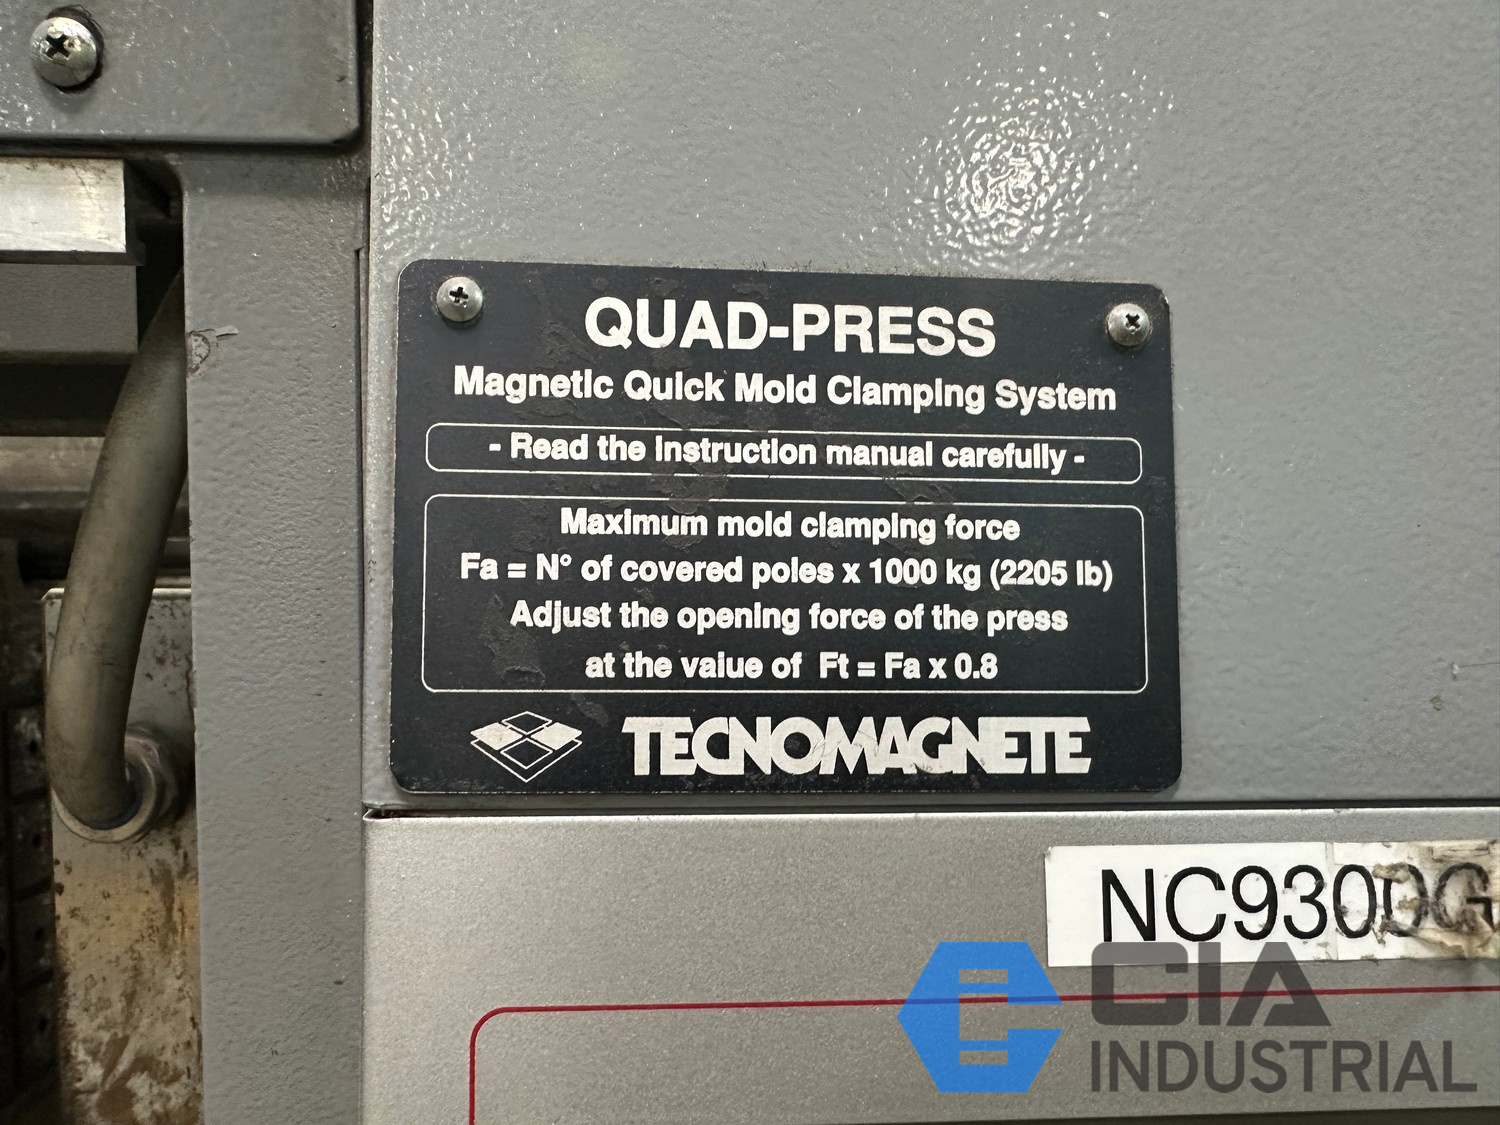 QUAD-PRESS
Magnetic Quick Mold Clamping System
- Read the instruction manual carefully -
Maximum mold clamping force
Fa = N° of covered poles x 1000 kg (2205 lb)
Adjust the opening force of the press
at the value of Ft = Fa x 0.8
TECNOMAGNETE
NC9300G
CIA
INDUSTRIAL